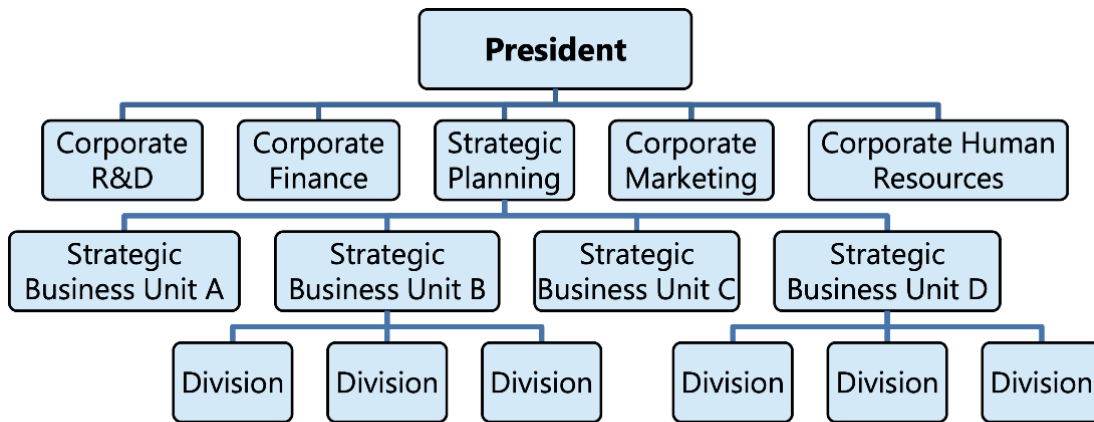 President
Corporate
R&D
Corporate
Finance
Strategic
Planning
Corporate
Marketing
Corporate Human
Resources
Strategic
Business Unit A
Strategic
Business Unit B
Strategic
Business Unit C
Strategic
Business Unit D
Division
Division
Division
Division
Division
Division